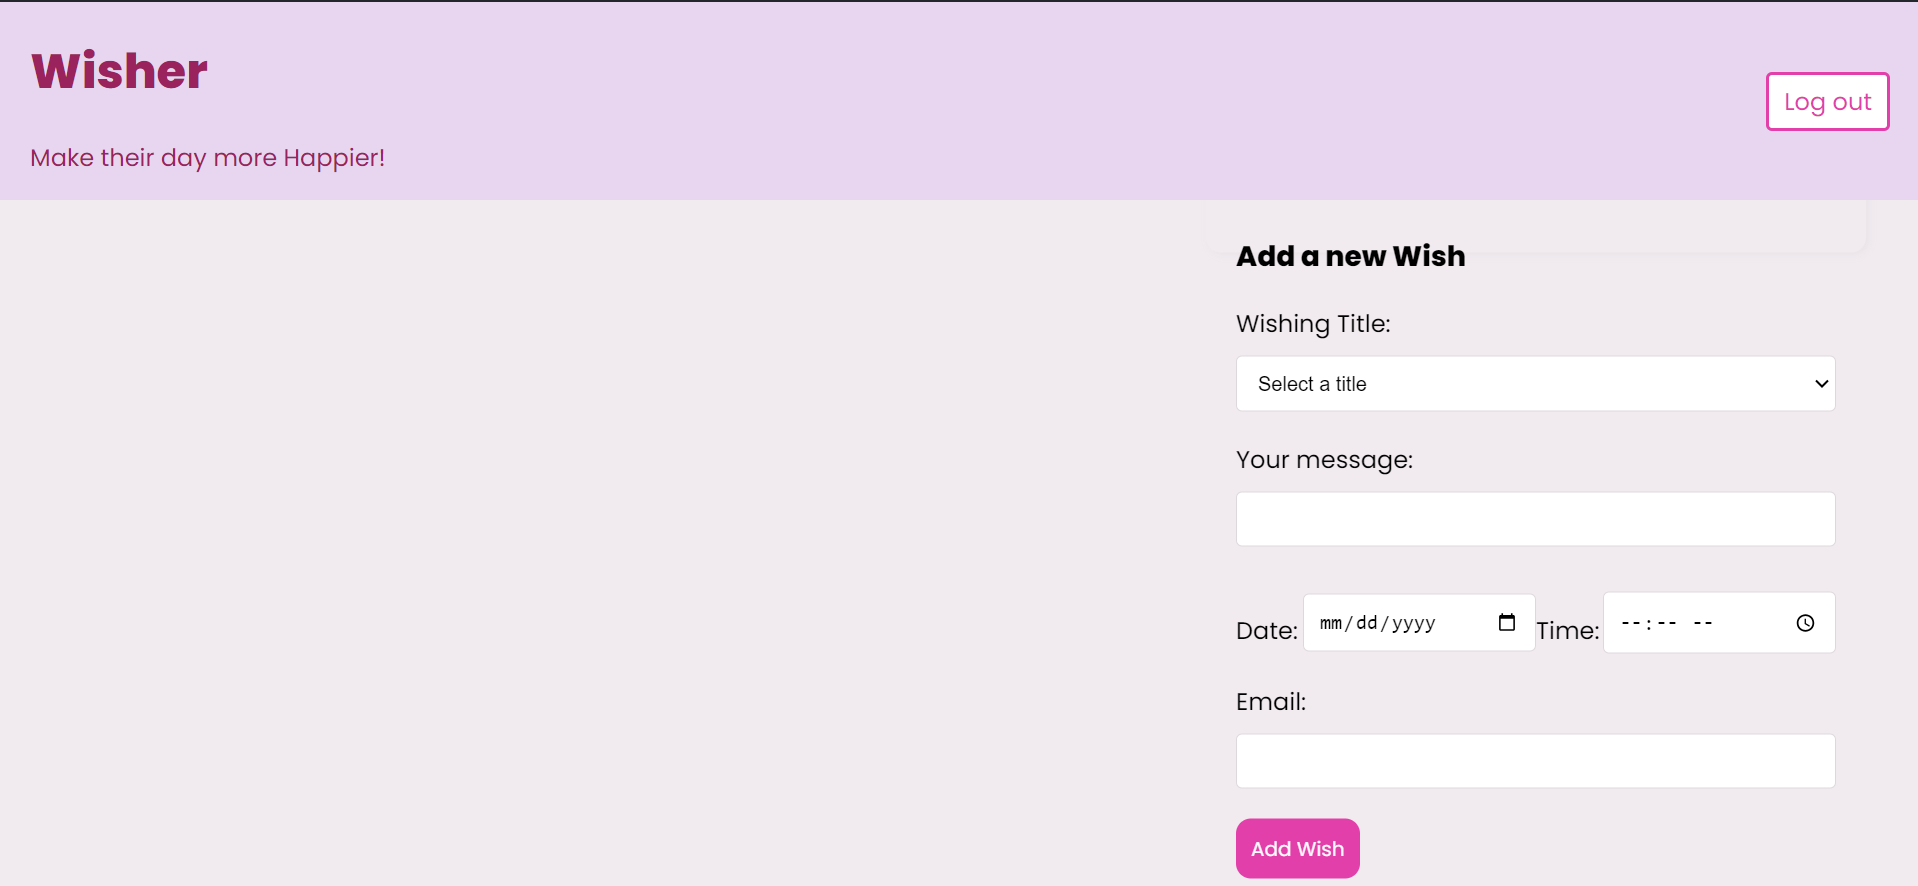 Wisher
Log out
Make their day more Happier!
Add a new Wish
Wishing Title:
Select a title
Your message:
Date: mm/dd/yyyy Time: --:-- --
Email:
Add Wish